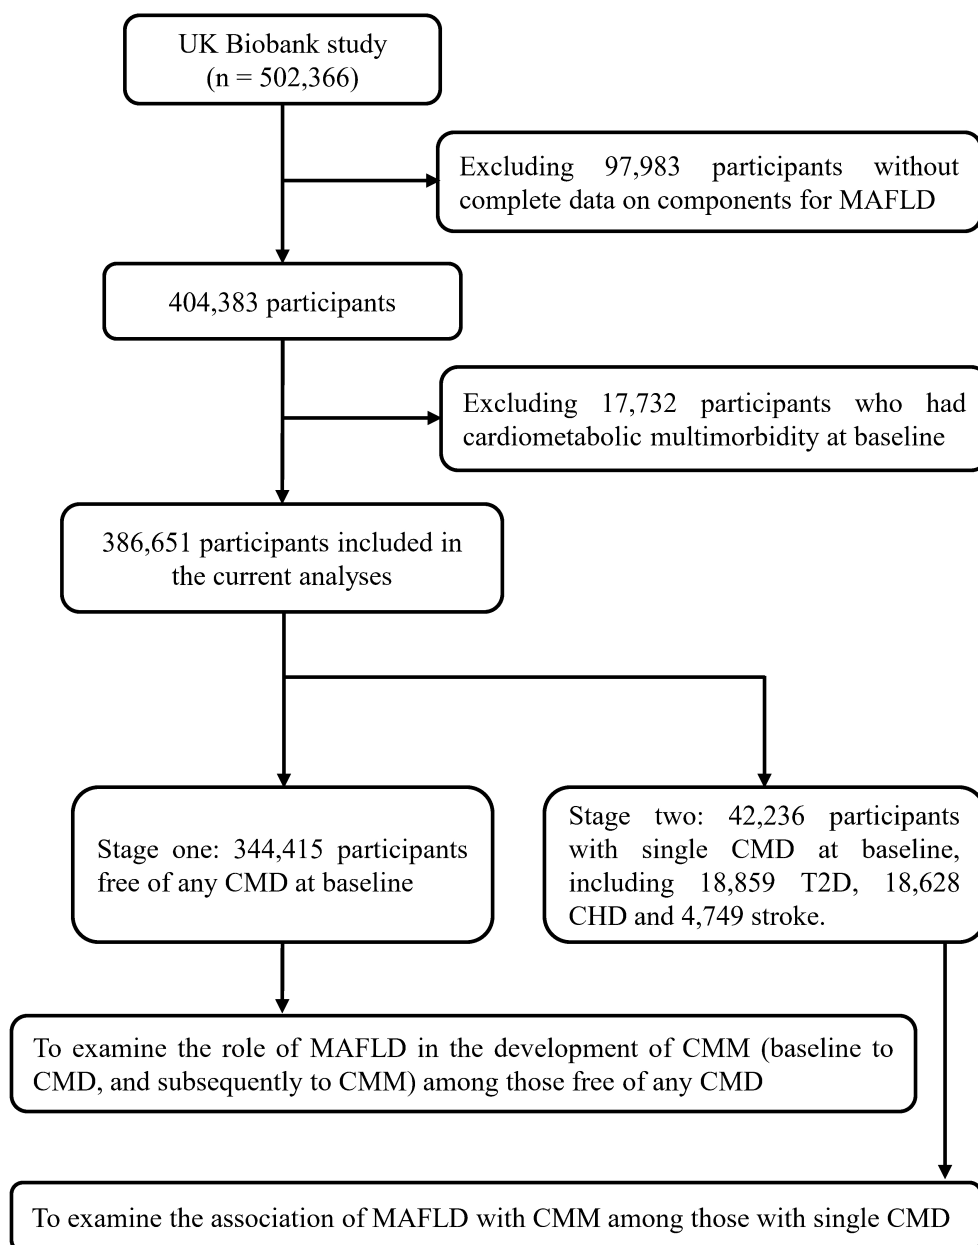 UK Biobank study
(n = 502,366)
Excluding 97,983 participants without
complete data on components for MAFLD
404,383 participants
Excluding 17,732 participants who had
cardiometabolic multimorbidity at baseline
386,651 participants included in
the current analyses
Stage one: 344,415 participants
free of any CMD at baseline
Stage two: 42,236 participants
with single CMD at baseline,
including 18,859 T2D, 18,628
CHD and 4,749 stroke.
To examine the role of MAFLD in the development of CMM (baseline to
CMD, and subsequently to CMM) among those free of any CMD
To examine the association of MAFLD with CMM among those with single CMD